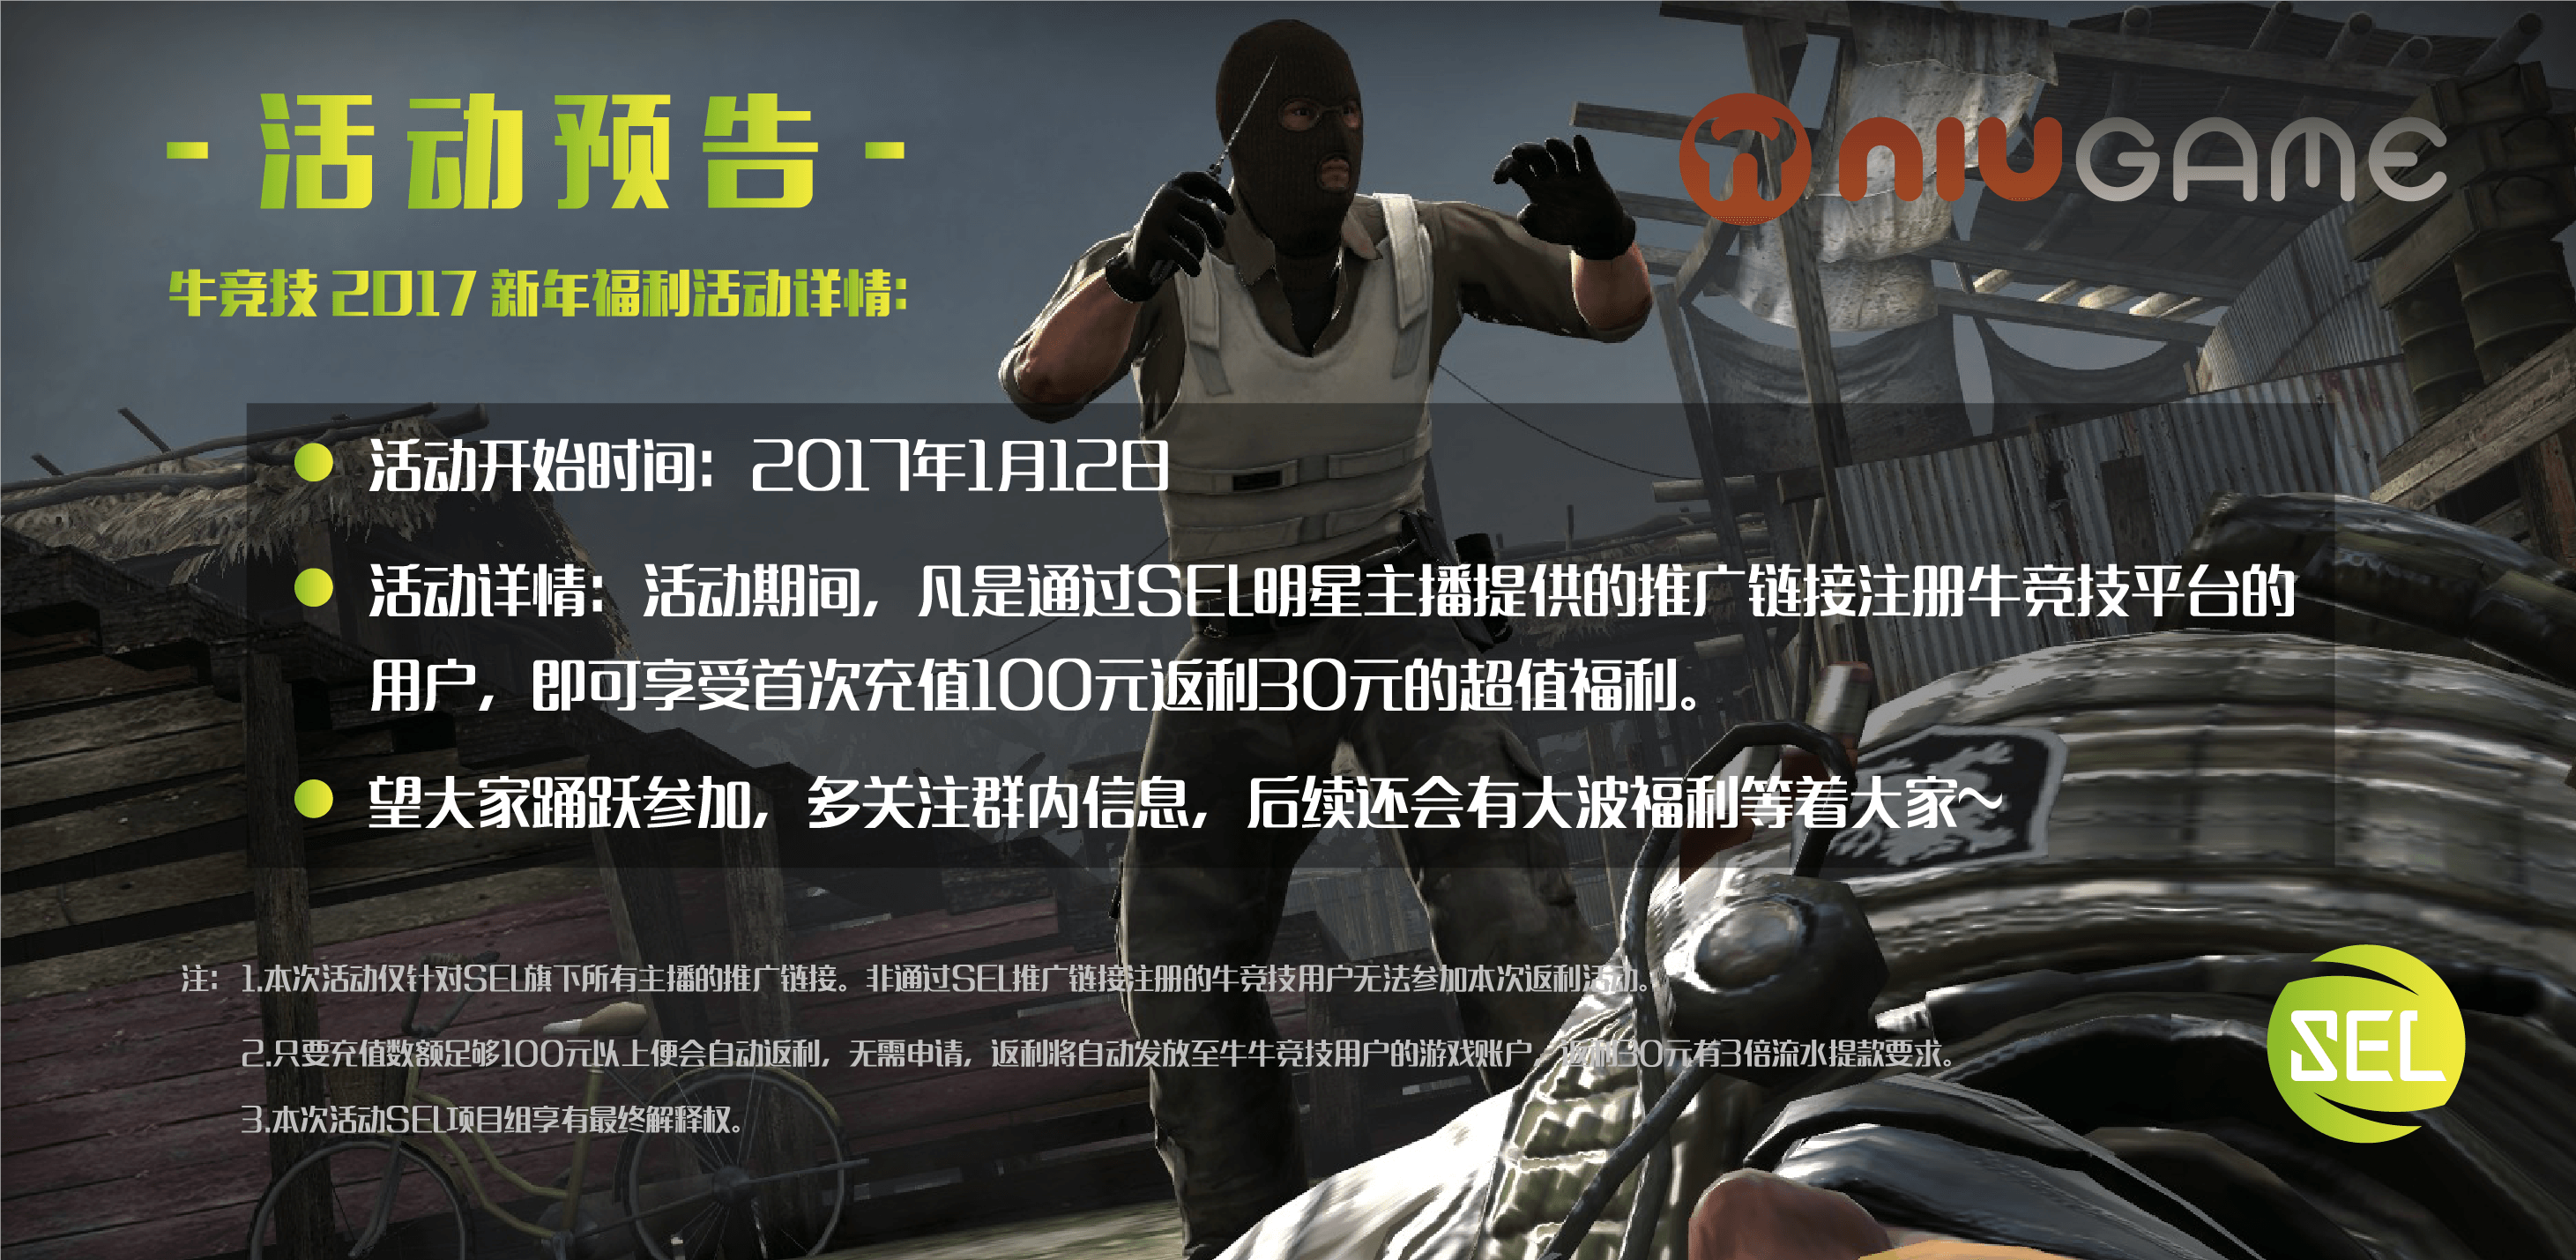 - 活动预告 -
NIUGAME
牛竞技 2017 新年福利活动详情：
活动开始时间：2017年1月12日
活动详情：活动期间，凡是通过SEL明星主播提供的推广链接注册牛竞技平台的
用户，即可享受首次充值100元返利30元的超值福利。
望大家踊跃参加，多关注群内信息，后续还会有大波福利等着大家~
注：1.本次活动仅针对SEL旗下所有主播的推广链接。非通过SEL推广链接注册的牛竞技用户无法参加本次返利活动。
2.只要充值数额足够100元以上便会自动返利，无需申请，返利将自动发放至牛牛竞技用户的游戏账户，返利30元有3倍流水提款要求。
3.本次活动SEL项目组享有最终解释权。
SEL